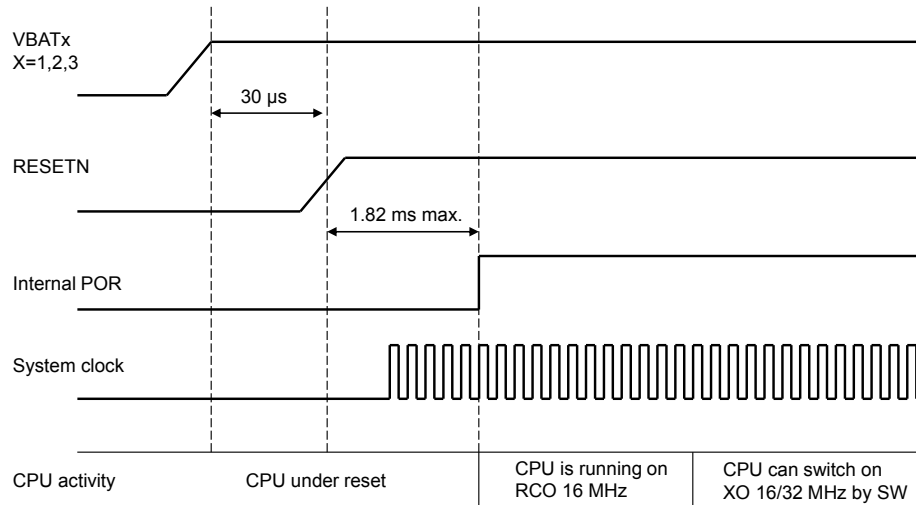 VBATx
X=1,2,3
30 µs
RESETN
1.82 ms max.
Internal POR
System clock
CPU activity
CPU under reset
CPU is running on
RCO 16 MHz
CPU can switch on
XO 16/32 MHz by SW